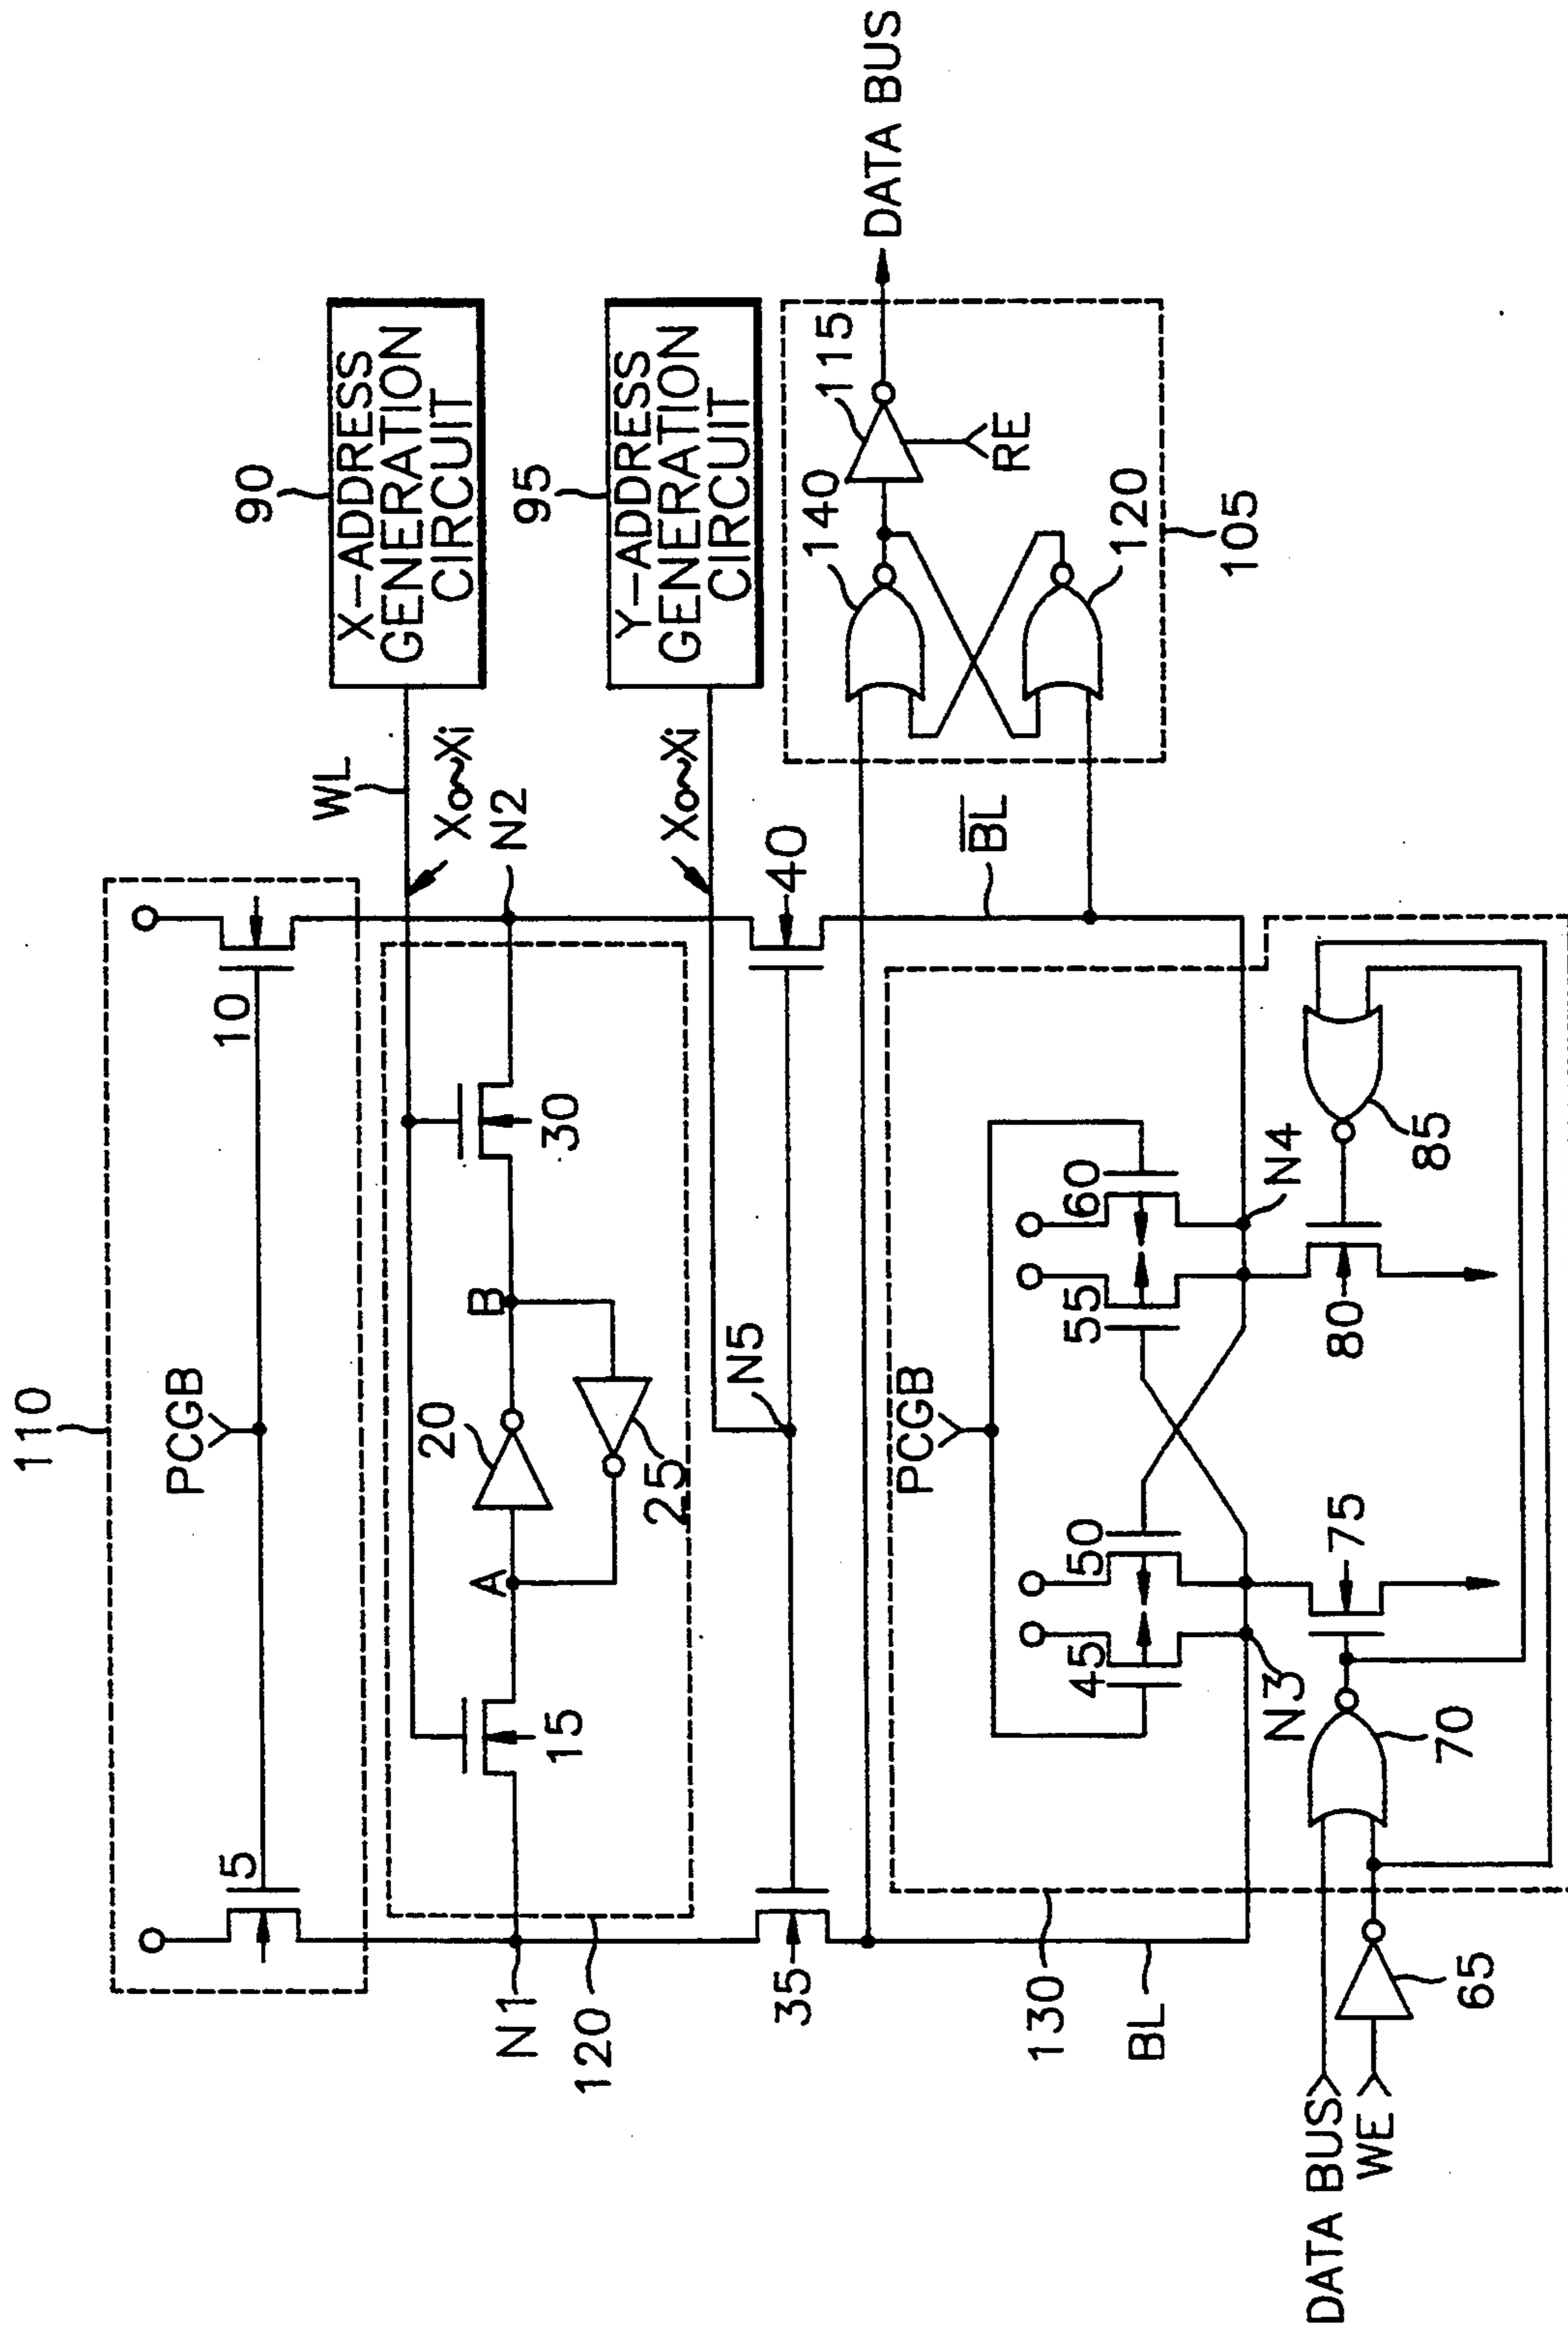 110
PCGB
5
10
WL
X-ADDRESS
GENERATION
CIRCUIT
90
Xo~Xi
N2
N1
15
A
20
25
B
30
120
Y-ADDRESS
GENERATION
CIRCUIT
95
Xo~Xi
N5
35
40
BL
140
115
DATA BUS
RE
120
105
130
PCGB
45
50
55
60
N3
N4
BL
75
80
85
70
65
DATA BUS
WE